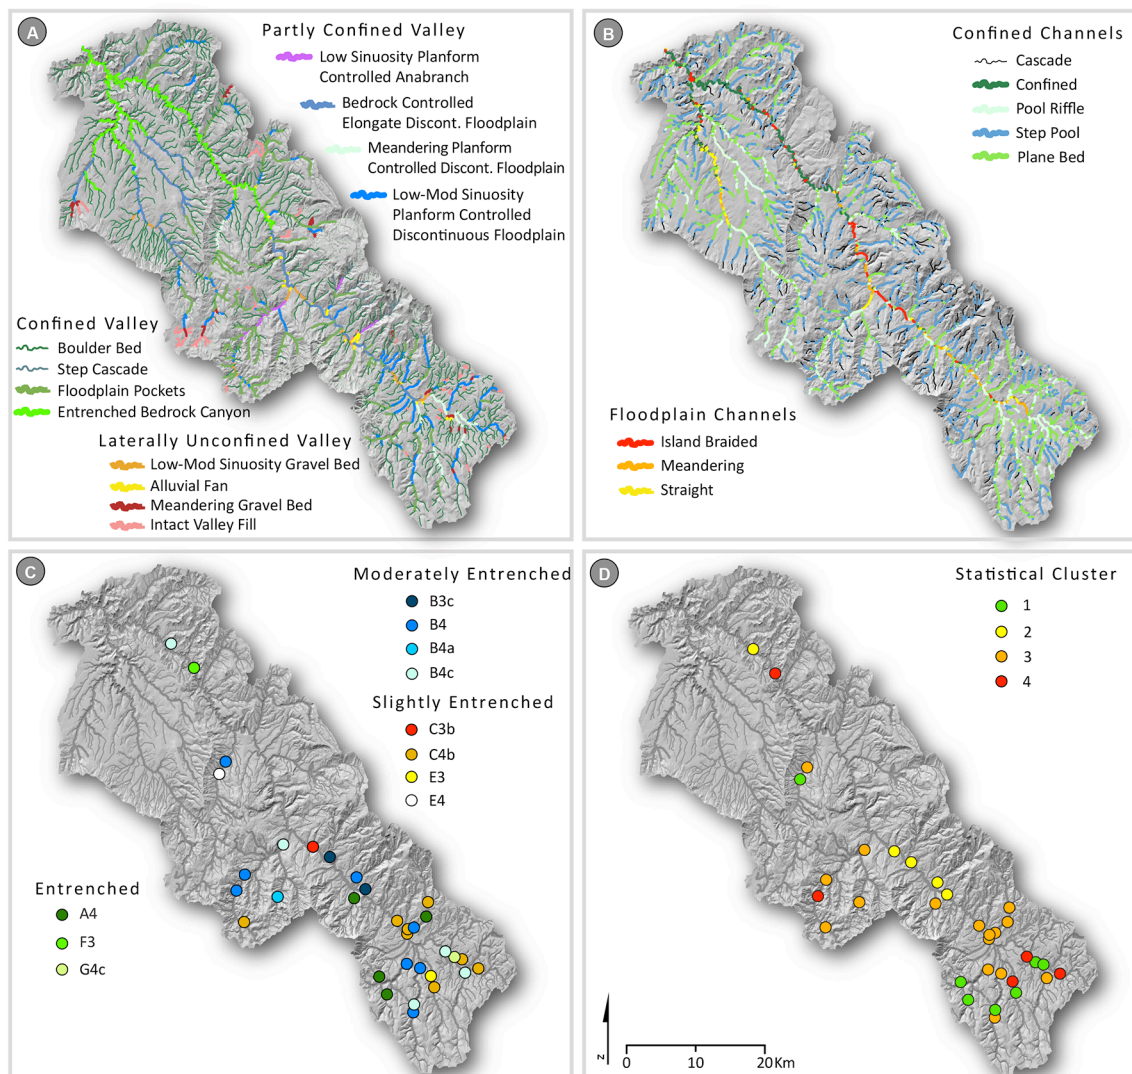 A
Partly Confined Valley
Low Sinuosity Planform
Controlled Anabranch
Bedrock Controlled
Elongate Discont. Floodplain
Meandering Planform
Controlled Discont. Floodplain
Low-Mod Sinuosity
Planform Controlled
Discontinuous Floodplain
Confined Valley
Boulder Bed
Step Cascade
Floodplain Pockets
Entrenched Bedrock Canyon
Laterally Unconfined Valley
Low-Mod Sinuosity Gravel Bed
Alluvial Fan
Meandering Gravel Bed
Intact Valley Fill
B
Confined Channels
Cascade
Confined
Pool Riffle
Step Pool
Plane Bed
Floodplain Channels
Island Braided
Meandering
Straight
C
Moderately Entrenched
B3c
B4
B4a
B4c
Slightly Entrenched
C3b
C4b
E3
E4
Entrenched
A4
F3
G4c
D
Statistical Cluster
1
2
3
4
N
0 10 20Km